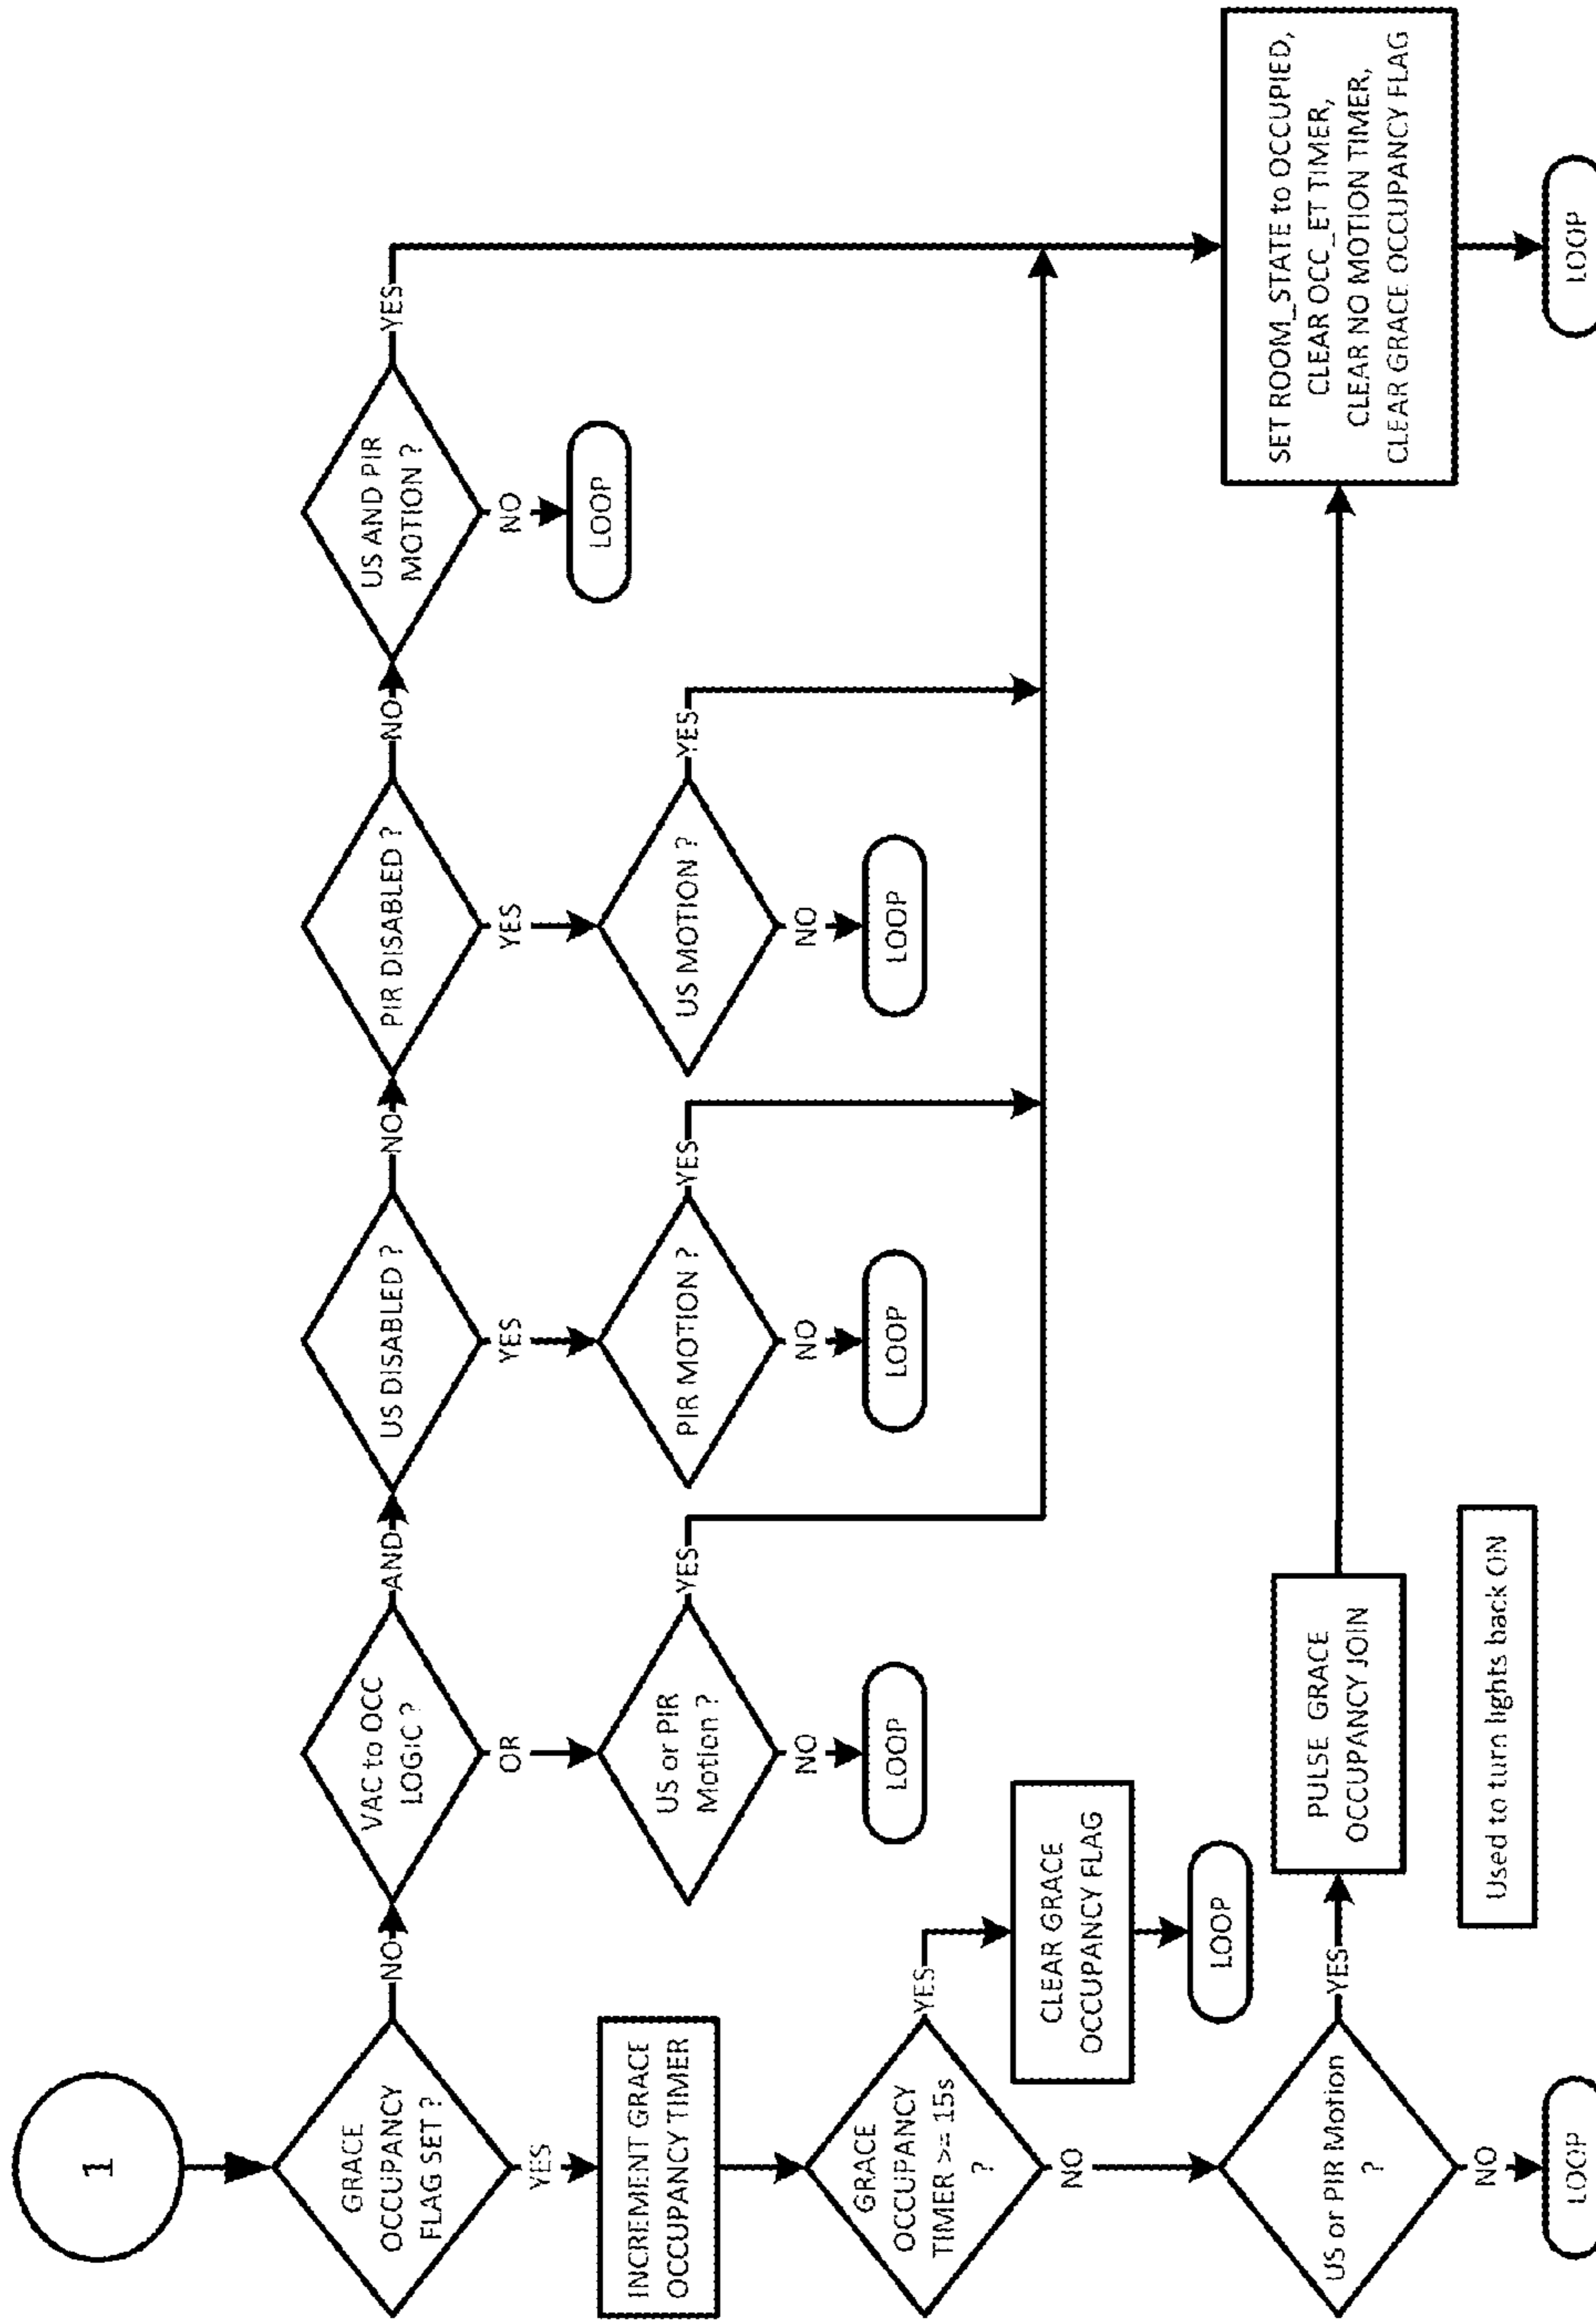 1
GRACE
OCCUPANCY
FLAG SET ?
NO
VAC to OCC
LOGIC ?
AND
US DISABLED ?
NO
PIR DISABLED ?
NO
US AND PIR
MOTION ?
YES
YES
OR
YES
YES
NO
INCREMENT GRACE
OCCUPANCY TIMER
US or PIR
Motion ?
YES
PIR MOTION ?
YES
US MOTION ?
YES
LOOP
NO
NO
NO
GRACE
OCCUPANCY
TIMER >= 15s
?
YES
LOOP
LOOP
LOOP
NO
CLEAR GRACE
OCCUPANCY FLAG
LOOP
US or PIR Motion
?
YES
PULSE GRACE
OCCUPANCY JOIN
SET ROOM_STATE to OCCUPIED,
CLEAR OCC_ET TIMER,
CLEAR NO MOTION TIMER,
CLEAR GRACE OCCUPANCY FLAG
NO
Used to turn lights back ON
LOOP
LOOP